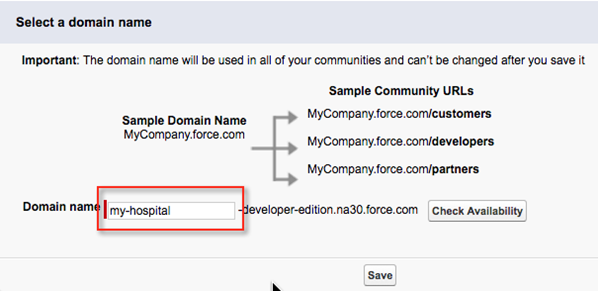 Select a domain name
Important: The domain name will be used in all of your communities and can't be changed after you save it
Sample Community URLs
Sample Domain Name
MyCompany.force.com
MyCompany.force.com/customers
MyCompany.force.com/developers
MyCompany.force.com/partners
Domain name my-hospital -developer-edition.na30.force.com Check Availability
Save